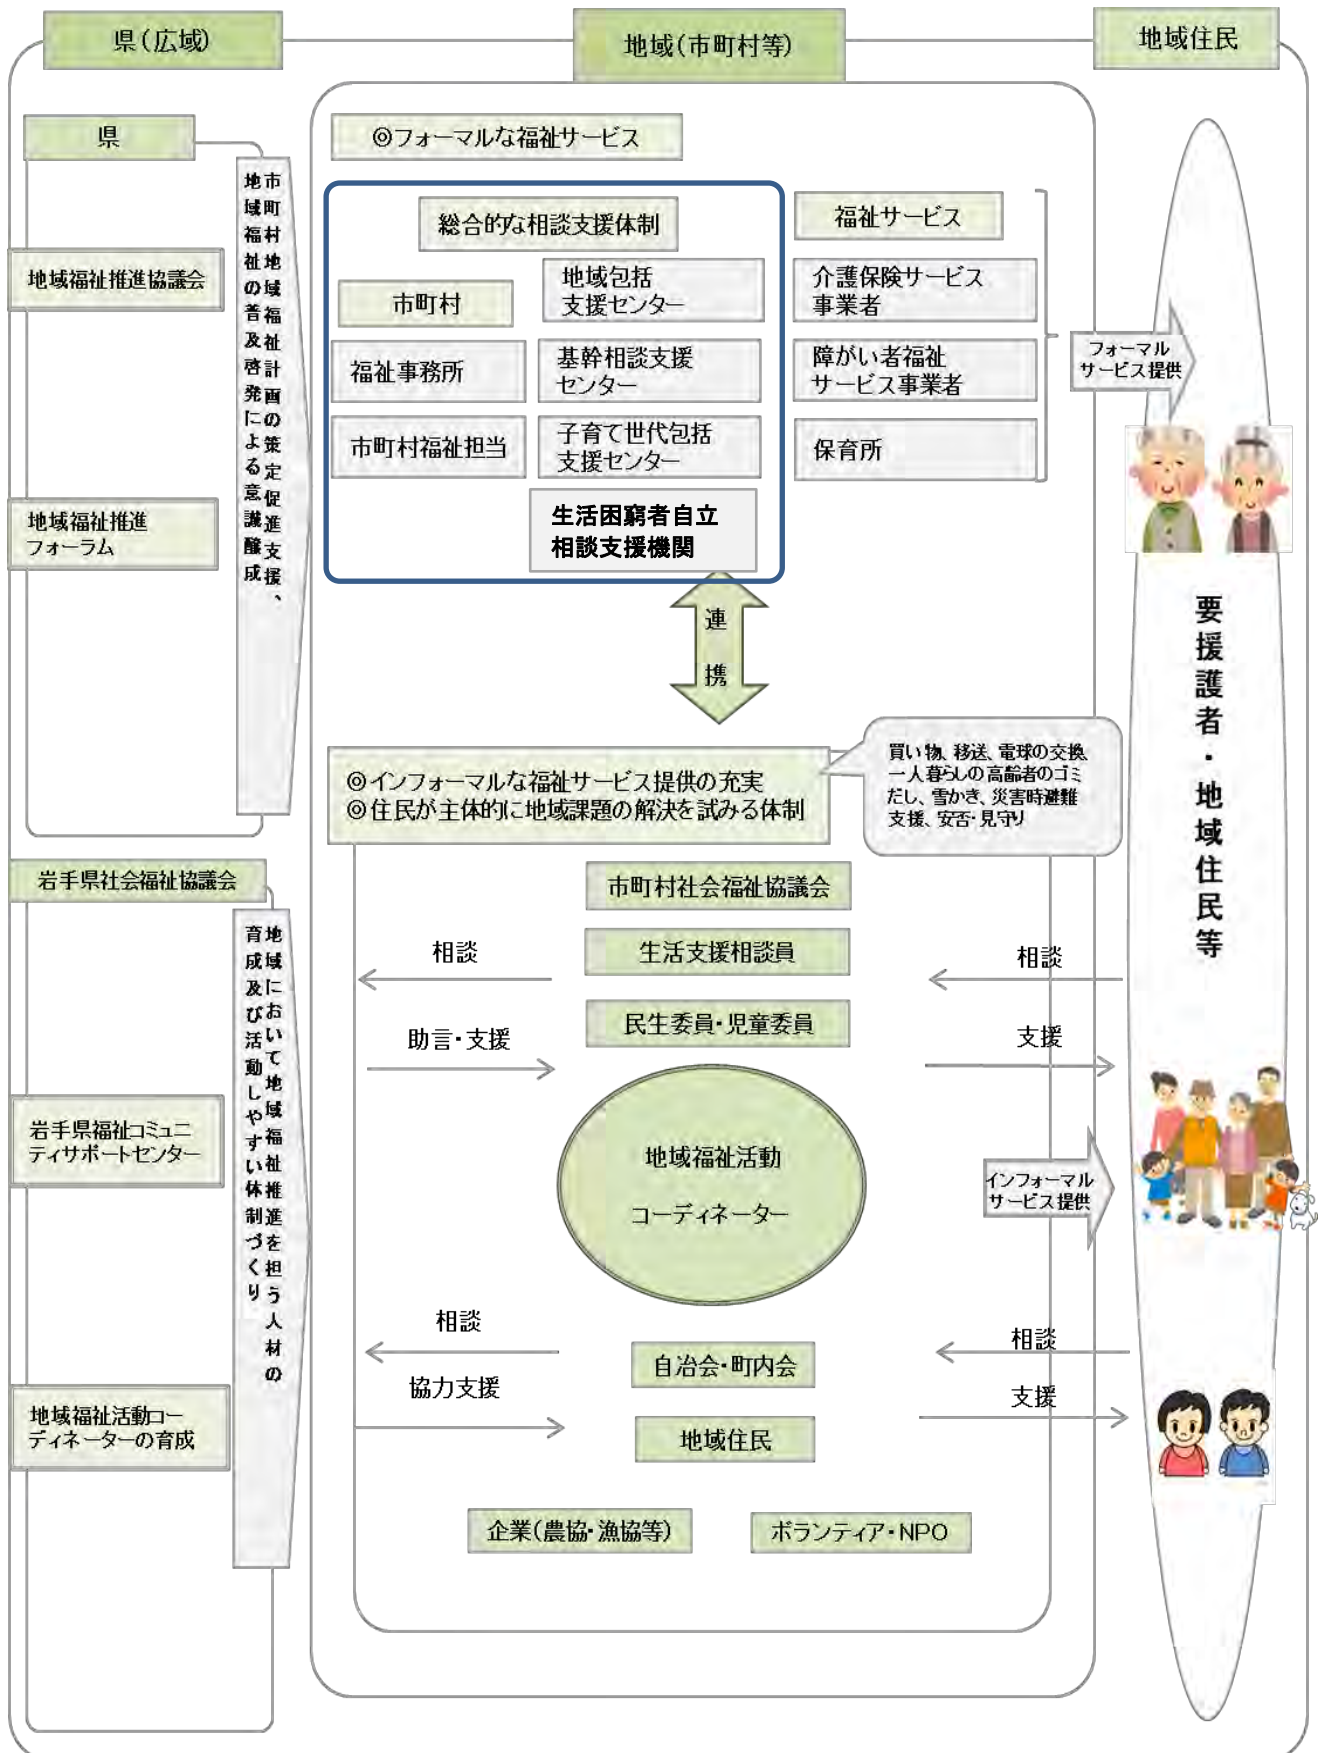 県（広域）
地域（市町村等）
地域住民
県
地域福祉推進協議会
地域福祉推進
フォーラム
市町村地域福祉計画の策定促進支援、
地域福祉の普及啓発による意識醸成
岩手県社会福祉協議会
岩手県福祉コミュニ
ティサポートセンター
地域福祉活動コー
ディネーターの育成
地域において地域福祉推進を担う人材の
育成及び活動しやすい体制づくり
◎フォーマルな福祉サービス
総合的な相談支援体制
市町村
福祉事務所
市町村福祉担当
地域包括
支援センター
基幹相談支援
センター
子育て世代包括
支援センター
生活困窮者自立
相談支援機関
福祉サービス
介護保険サービス
事業者
障がい者福祉
サービス事業者
保育所
フォーマル
サービス提供
連
携
◎インフォーマルな福祉サービス提供の充実
◎住民が主体的に地域課題の解決を試みる体制
買い物、移送、電球の交換、
一人暮らしの高齢者のゴミ
だし、雪かき、災害時避難
支援、安否・見守り
市町村社会福祉協議会
生活支援相談員
民生委員・児童委員
相談
助言・支援
相談
支援
地域福祉活動
コーディネーター
インフォーマル
サービス提供
相談
協力支援
自治会・町内会
地域住民
相談
支援
企業（農協・漁協等）
ボランティア・NPO
要援護者・地域住民等